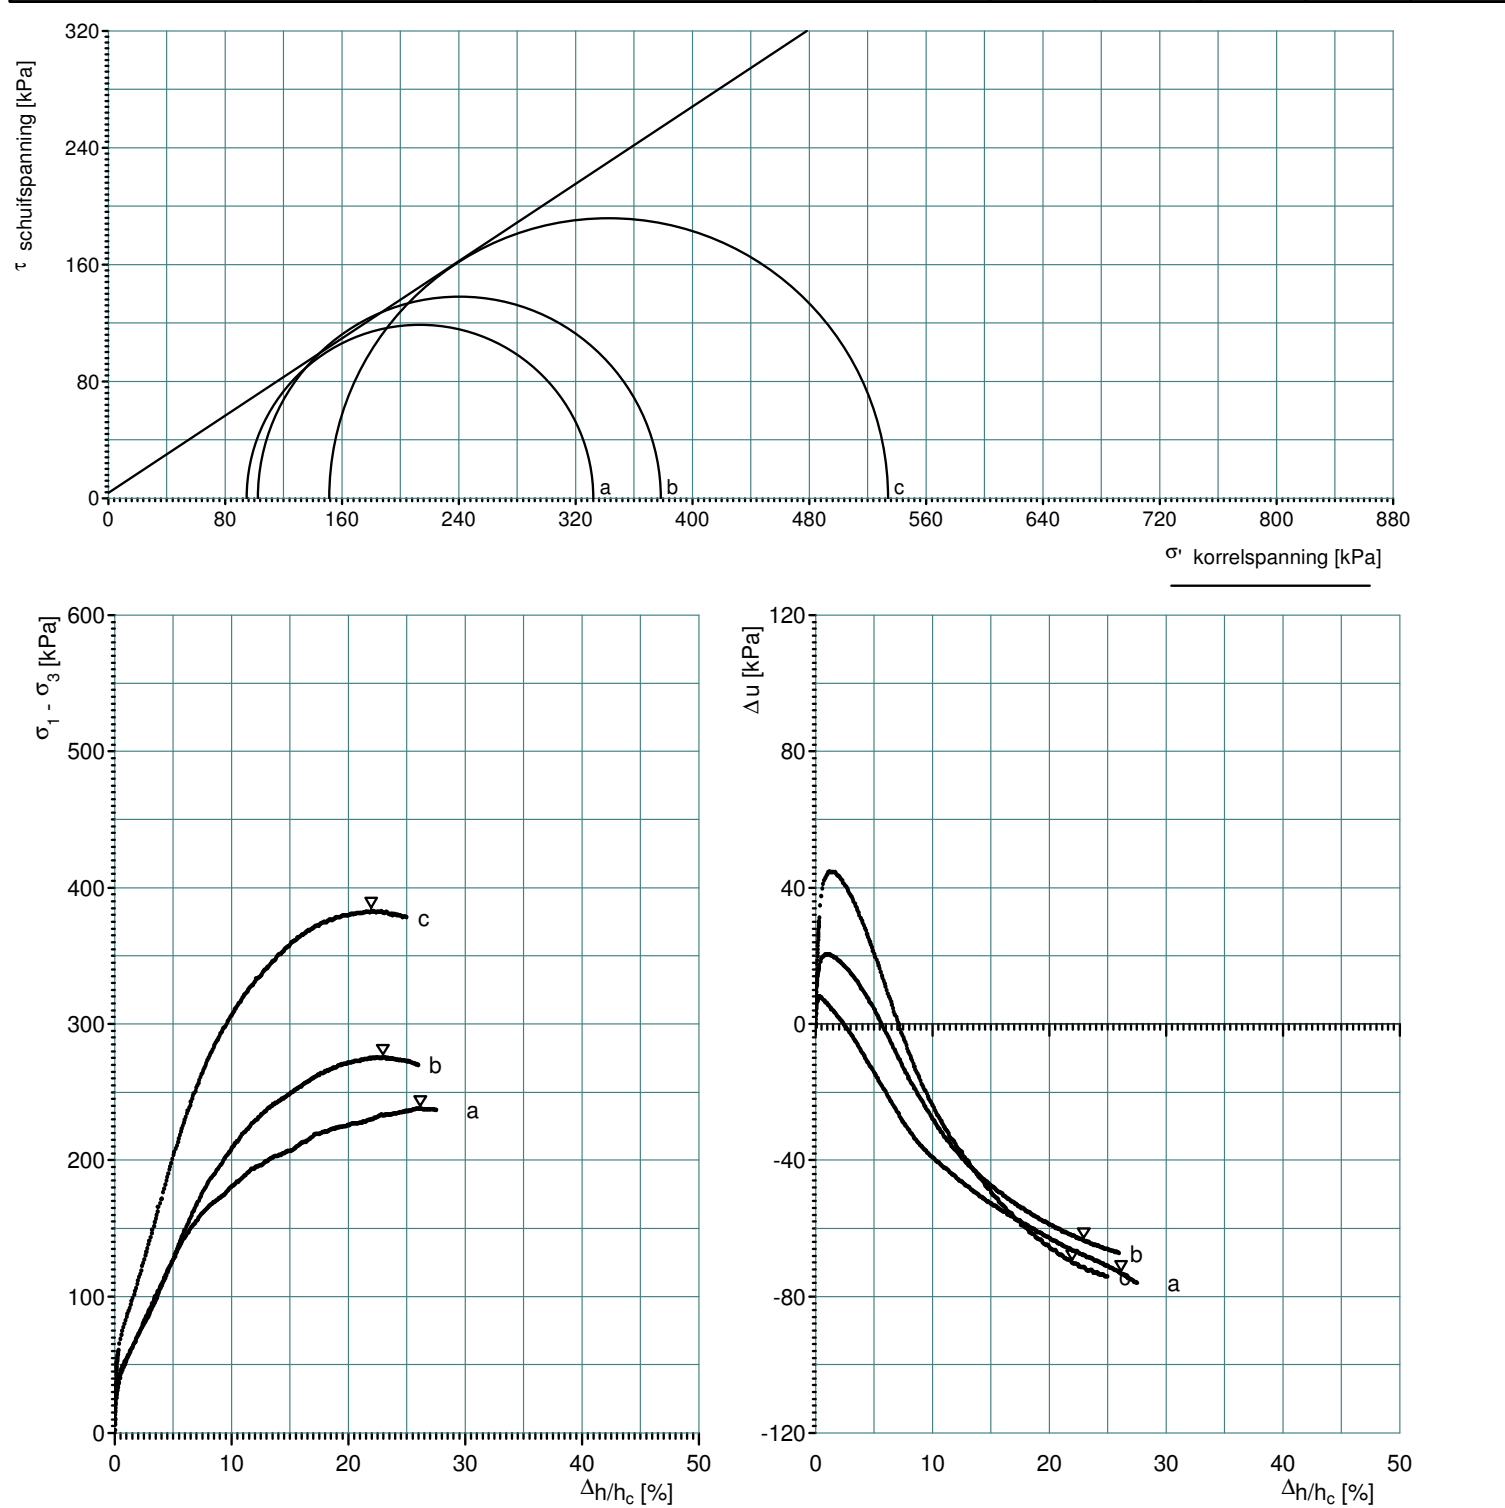 320
240
160
80
0
τ schuifspanning [kPa]
a
b
c
0 80 160 240 320 400 480 560 640 720 800 880
σ' korrelspanning [kPa]
600
500
400
300
200
100
0
σ1 - σ3 [kPa]
c
b
a
0 10 20 30 40 50
Δh/hc [%]
120
80
40
0
-40
-80
-120
Δu [kPa]
b
c
a
0 10 20 30 40 50
Δh/hc [%]